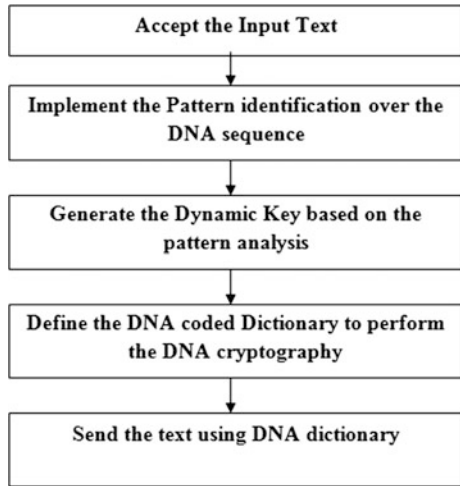 Accept the Input Text
Implement the Pattern identification over the
DNA sequence
Generate the Dynamic Key based on the
pattern analysis
Define the DNA coded Dictionary to perform
the DNA cryptography
Send the text using DNA dictionary